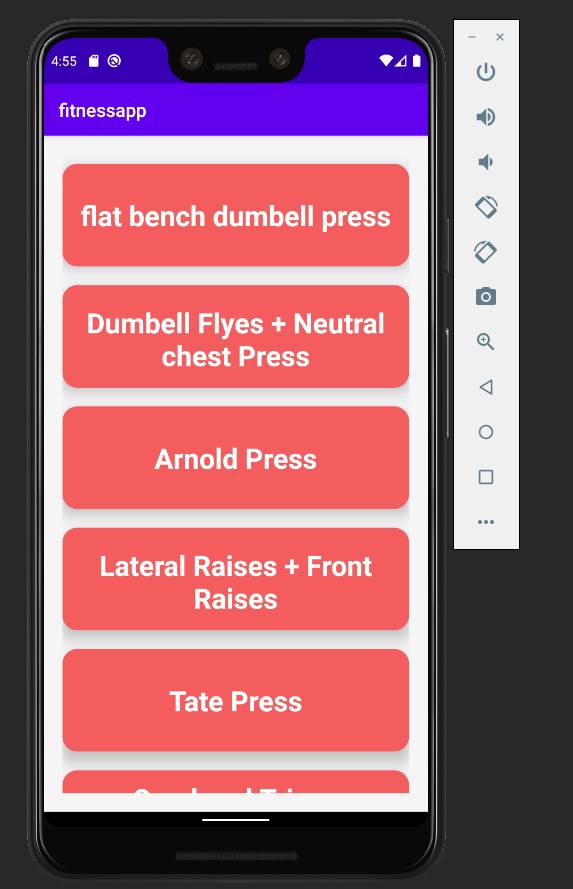 4:55
fitnessapp
flat bench dumbell press
Dumbell Flyes + Neutral
chest Press
Arnold Press
Lateral Raises + Front
Raises
Tate Press